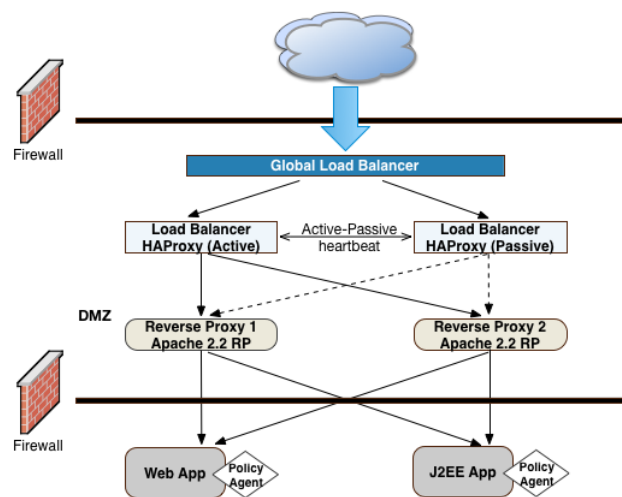 Firewall
Global Load Balancer
Load Balancer
HAProxy (Active)
Active-Passive
heartbeat
Load Balancer
HAProxy (Passive)
DMZ
Reverse Proxy 1
Apache 2.2 RP
Reverse Proxy 2
Apache 2.2 RP
Firewall
Web App
Policy
Agent
J2EE App
Policy
Agent